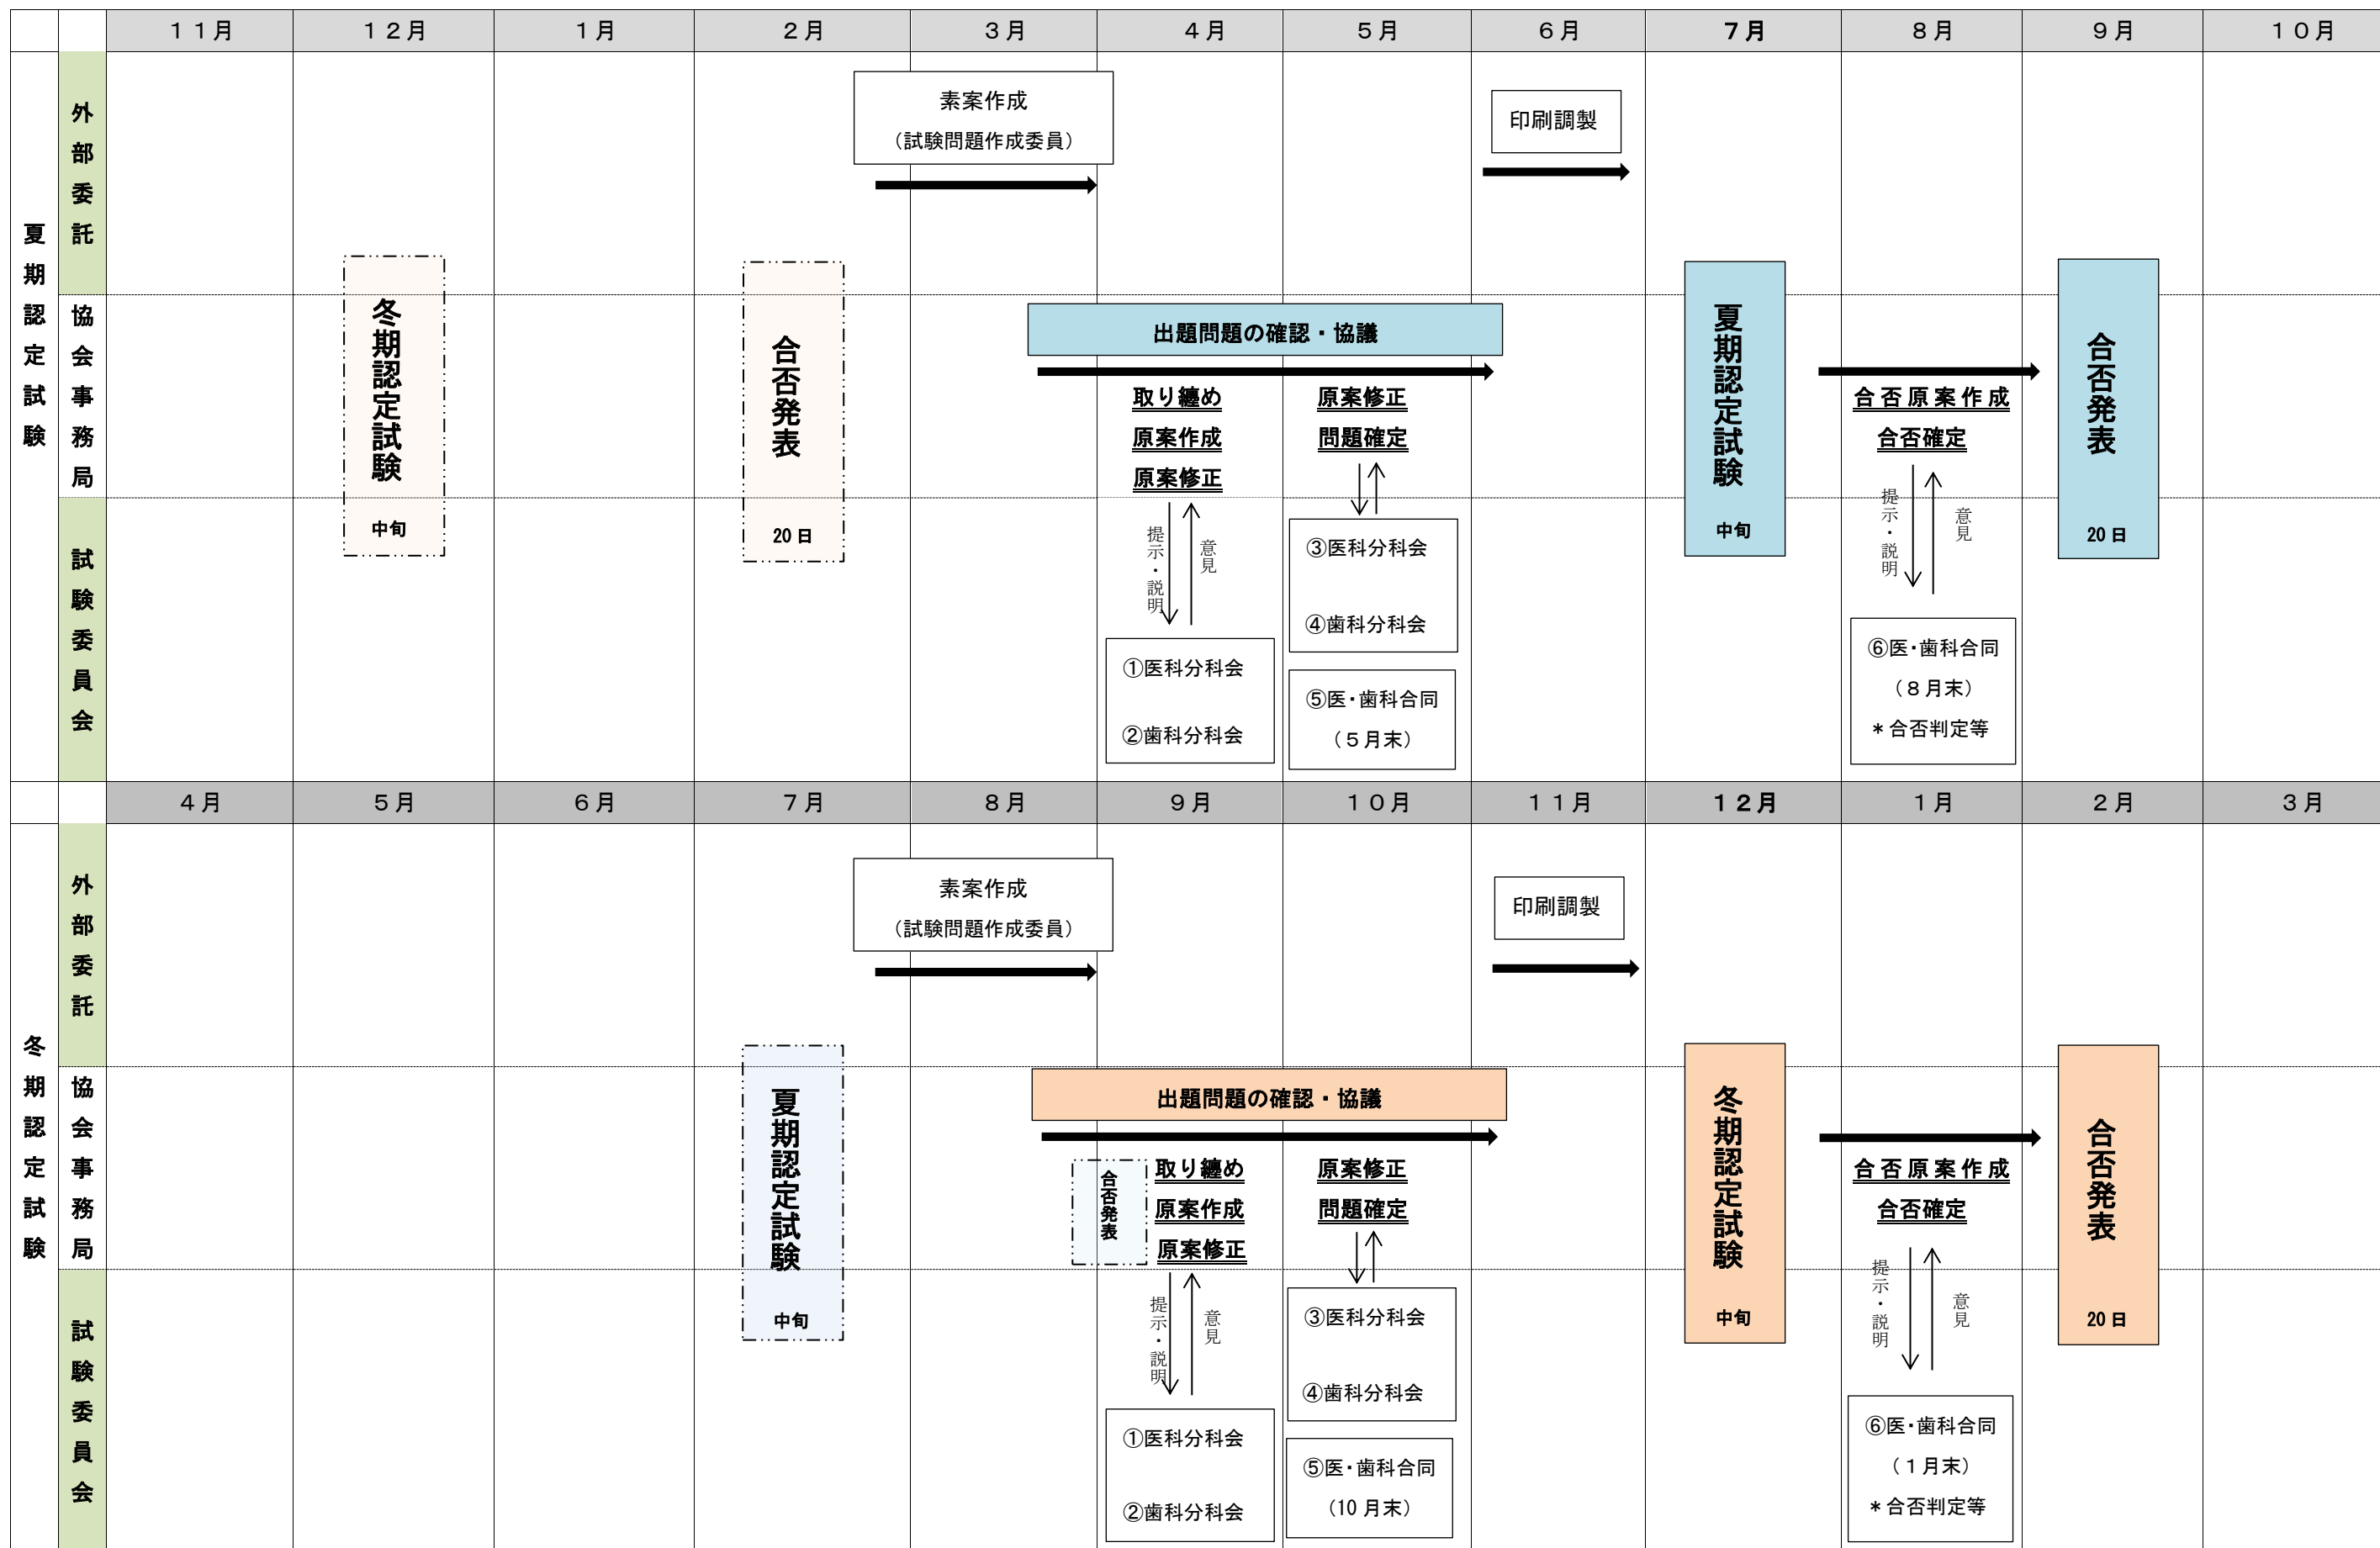 １１月 １２月 １月 ２月 ３月 ４月 ５月 ６月 ７月 ８月 ９月 １０月
夏期認定試験
外部委託
素案作成
（試験問題作成委員）
印刷調製
協会事務局
冬期認定試験
中旬
合否発表
20日
出題問題の確認・協議
取り纏め
原案作成
原案修正
原案修正
問題確定
夏期認定試験
中旬
合否原案作成
合否確定
合否発表
20日
試験委員会
提示・説明
意見
①医科分科会
②歯科分科会
③医科分科会
④歯科分科会
⑤医・歯科合同
（５月末）
提示・説明
意見
⑥医・歯科合同
（８月末）
＊合否判定等
４月 ５月 ６月 ７月 ８月 ９月 １０月 １１月 １２月 １月 ２月 ３月
冬期認定試験
外部委託
素案作成
（試験問題作成委員）
印刷調製
協会事務局
夏期認定試験
中旬
出題問題の確認・協議
合否発表
取り纏め
原案作成
原案修正
原案修正
問題確定
冬期認定試験
中旬
合否原案作成
合否確定
合否発表
20日
試験委員会
提示・説明
意見
①医科分科会
②歯科分科会
③医科分科会
④歯科分科会
⑤医・歯科合同
（10月末）
提示・説明
意見
⑥医・歯科合同
（１月末）
＊合否判定等